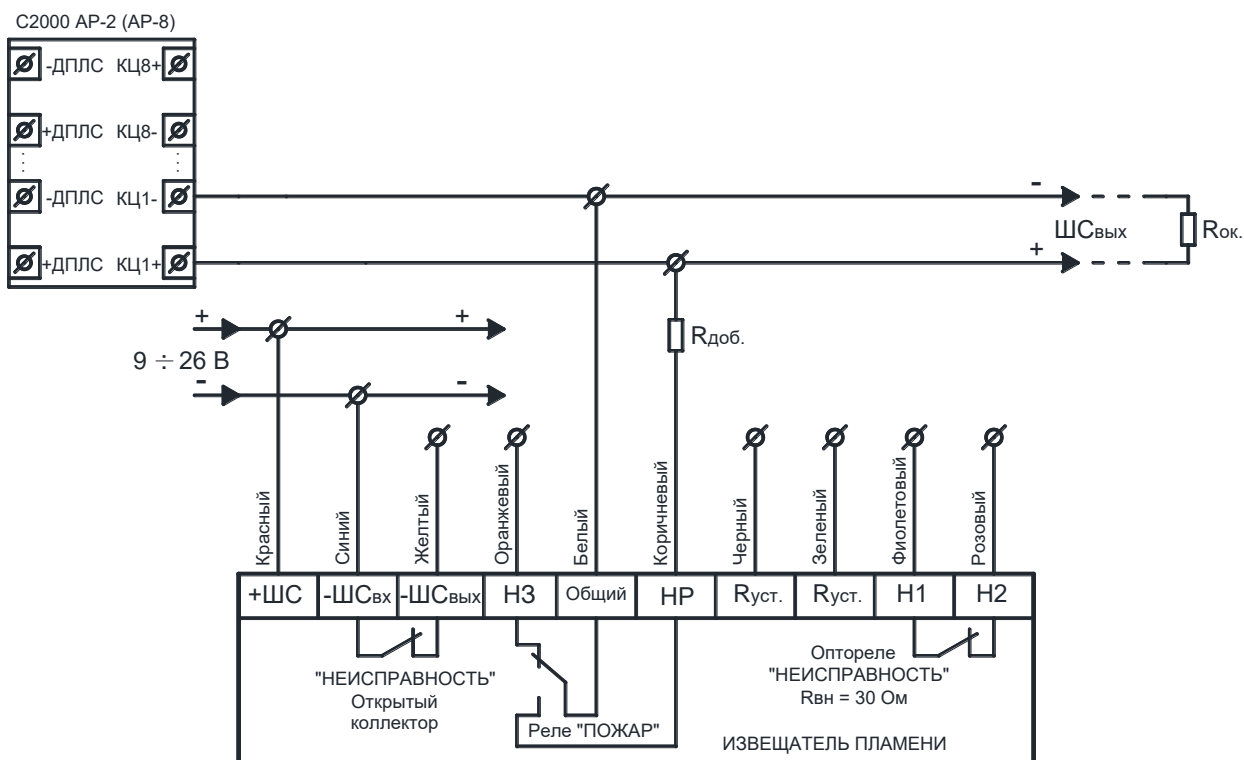 С2000 АР-2 (АР-8)
-ДПЛС КЦ8+
+ДПЛС КЦ8-
-ДПЛС КЦ1-
+ДПЛС КЦ1+
-
ШСвых
+
Rок.
+ +
9 ÷ 26 В
- -
Rдоб.
Красный
Синий
Желтый
Оранжевый
Белый
Коричневый
Черный
Зеленый
Фиолетовый
Розовый
+ШС -ШСвх -ШСвых НЗ Общий НР Rуст. Rуст. Н1 Н2
"НЕИСПРАВНОСТЬ"
Открытый
коллектор
Реле "ПОЖАР"
Оптореле
"НЕИСПРАВНОСТЬ"
Rвн = 30 Ом
ИЗВЕЩАТЕЛЬ ПЛАМЕНИ